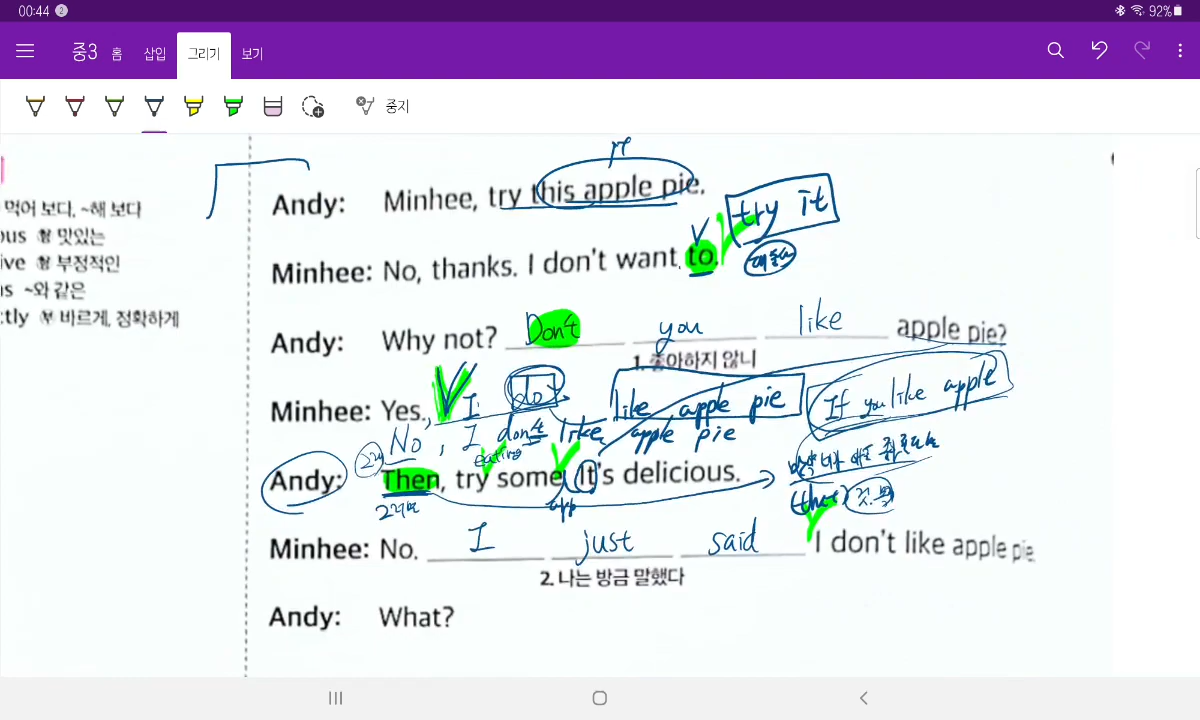 00:44 2 92%
중3 홈 삽입 그리기 보기
중지
pie
Andy: Minhee, try this apple pie.
try it
먹어 보다, ~해 보다
ous 형 맛있는
Minhee: No, thanks. I don't want to.
ive 형 부정적인
as ~와 같은
ctly 부 바르게, 정확하게
Andy: Why not? Don't you like apple pie?
1. 좋아하지 않니
Minhee: Yes. I do like apple pie
If you like apple
No, I don't like apple pie
eating
Andy: Then, try some. It's delicious.
app
Minhee: No. I just said I don't like apple pie
2. 나는 방금 말했다
Andy: What?